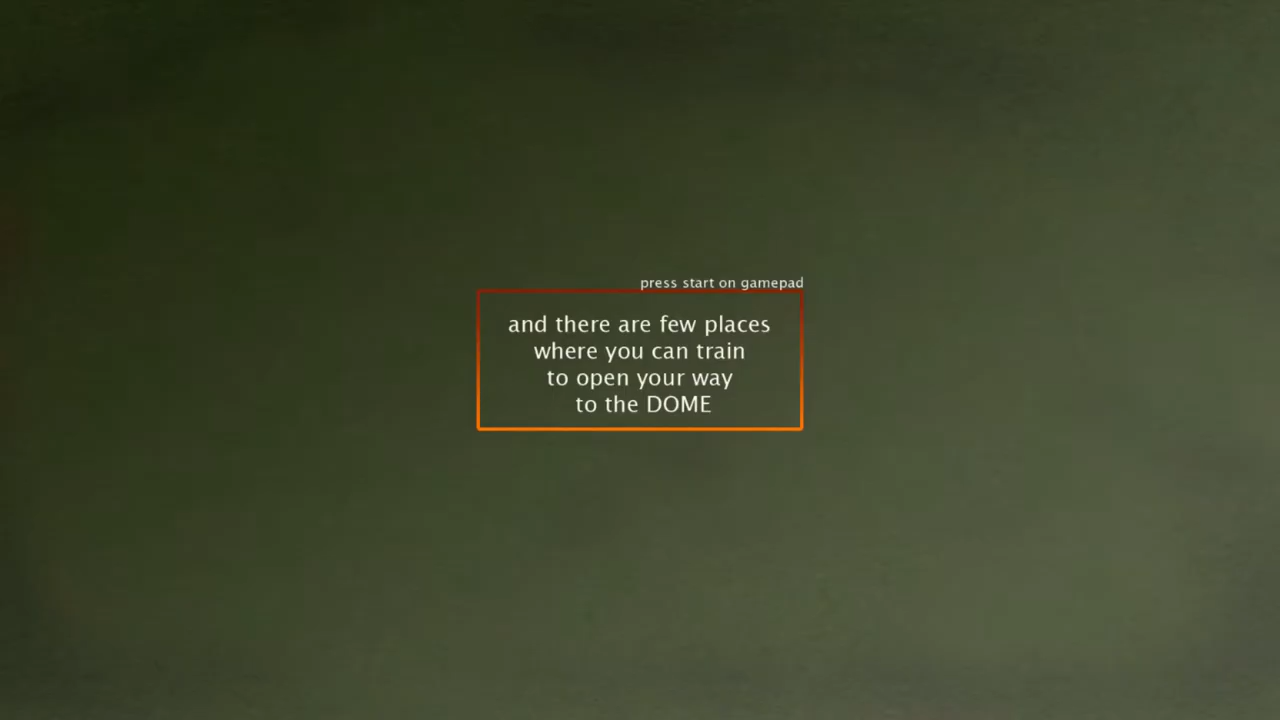 press start on gamepad
and there are few places
where you can train
to open your way
to the DOME